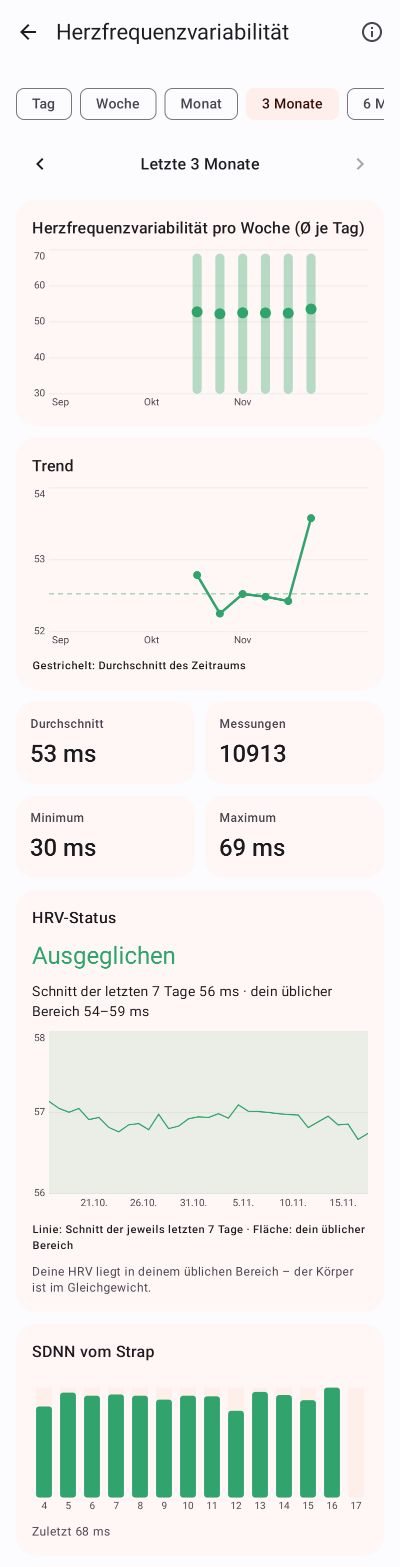 Herzfrequenzvariabilität
Tag
Woche
Monat
3 Monate
6 M
Letzte 3 Monate
Herzfrequenzvariabilität pro Woche (Ø je Tag)
70
60
50
40
30
Sep
Okt
Nov
Trend
54
53
52
Sep
Okt
Nov
Gestrichelt: Durchschnitt des Zeitraums
Durchschnitt
53 ms
Messungen
10913
Minimum
30 ms
Maximum
69 ms
HRV-Status
Ausgeglichen
Schnitt der letzten 7 Tage 56 ms · dein üblicher
Bereich 54–59 ms
58
57
56
21.10.
26.10.
31.10.
5.11.
10.11.
15.11.
Linie: Schnitt der jeweils letzten 7 Tage · Fläche: dein üblicher
Bereich
Deine HRV liegt in deinem üblichen Bereich – der Körper
ist im Gleichgewicht.
SDNN vom Strap
4 5 6 7 8 9 10 11 12 13 14 15 16 17
Zuletzt 68 ms